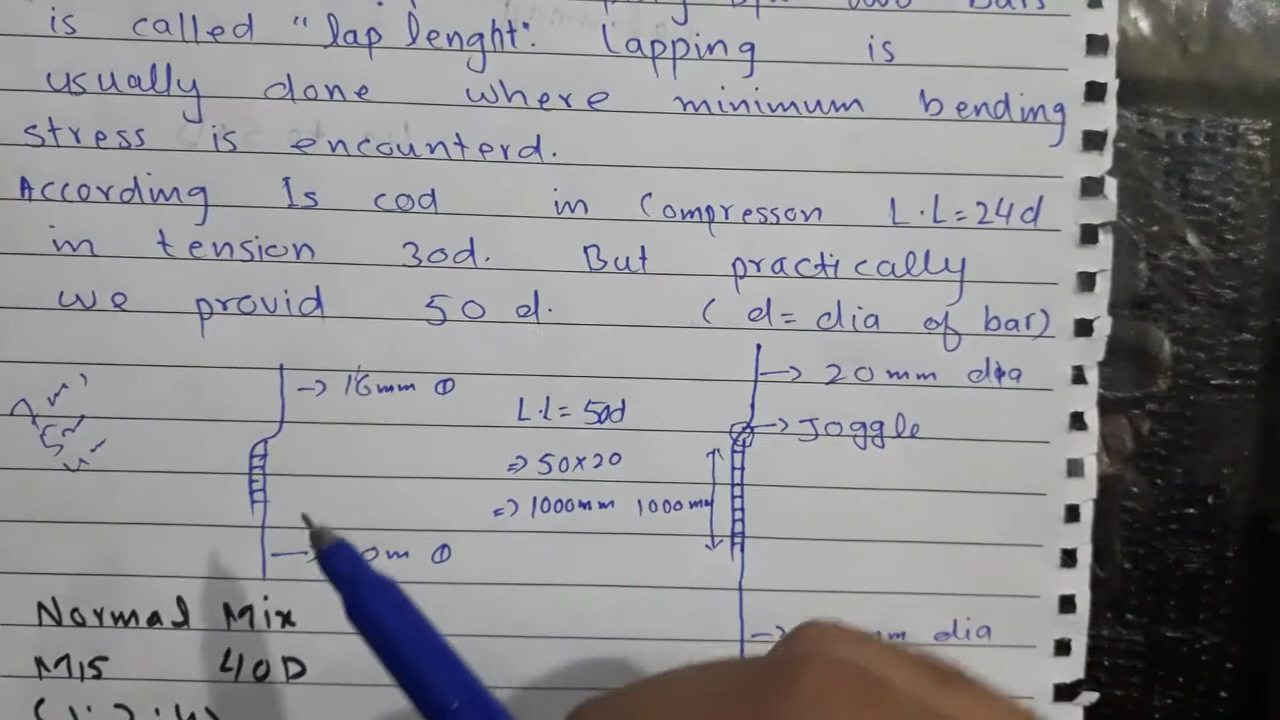 is called "lap lenght". lapping is
usually done where minimum bending
stress is encounterd.
According Is cod in Compresson L.L=24d
in tension 30d. But practically
we provid 50 d. ( d= dia of bar)
→ 16mm Φ
L.l= 50d
→ 20mm dia
→ Joggle
⇒ 50×20
⇒ 1000mm
1000mm
dia
Normal Mix
M15 40D